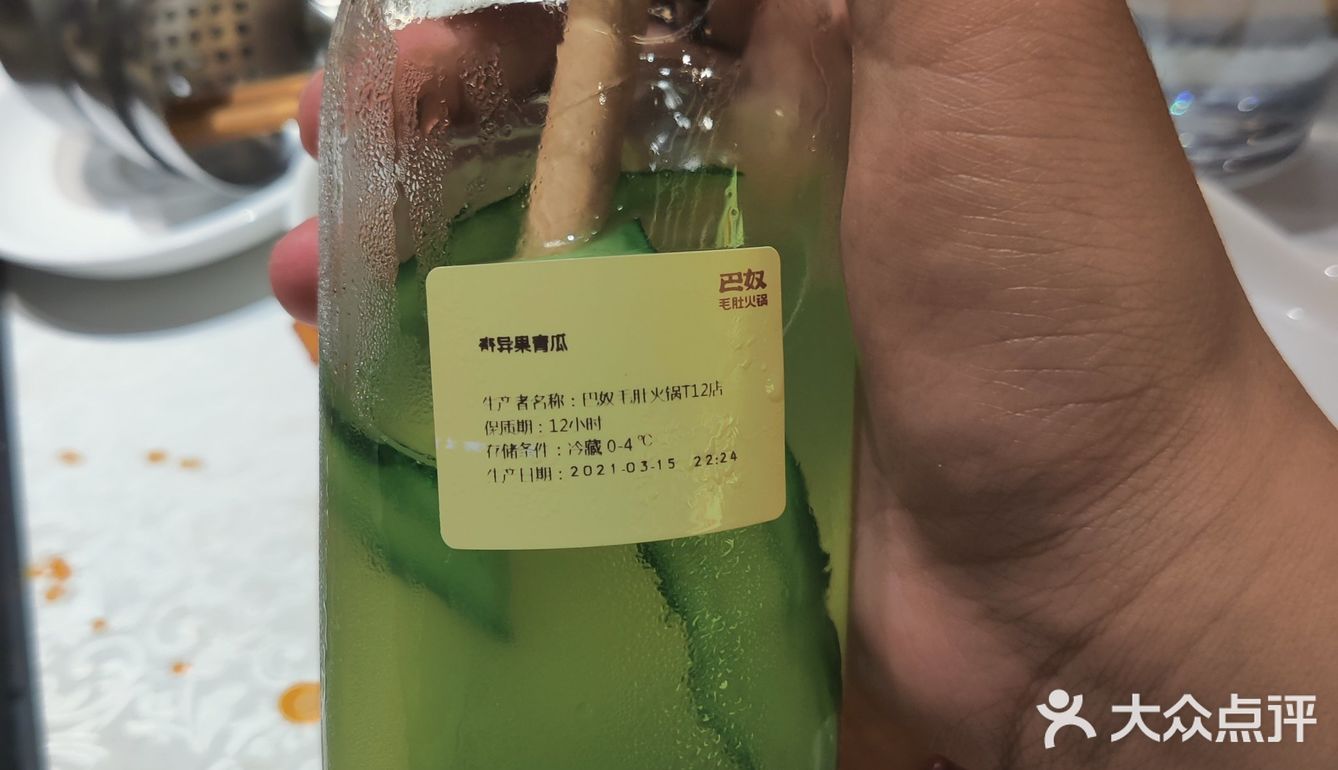 巴奴
毛肚火锅
奇异果青瓜
生产者名称：巴奴毛肚火锅T12店
保质期：12小时
存储条件：冷藏 0-4 ℃
生产日期：2021-03-15 22:24
大众点评